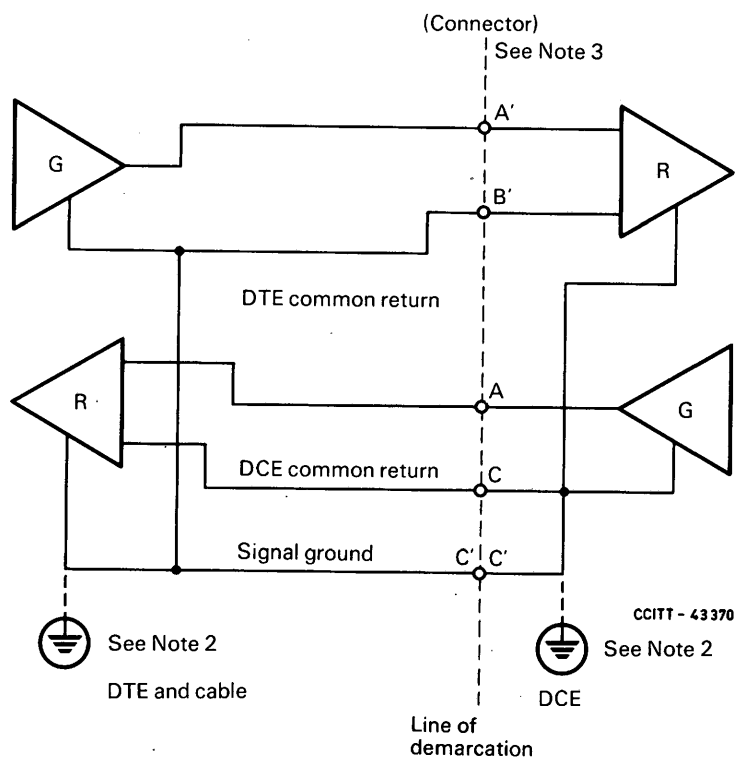 (Connector)
See Note 3
A′
G
R
B′
DTE common return
A
R
G
DCE common return
C
Signal ground
C′ C′
CCITT - 43370
See Note 2
See Note 2
DTE and cable
DCE
Line of
demarcation